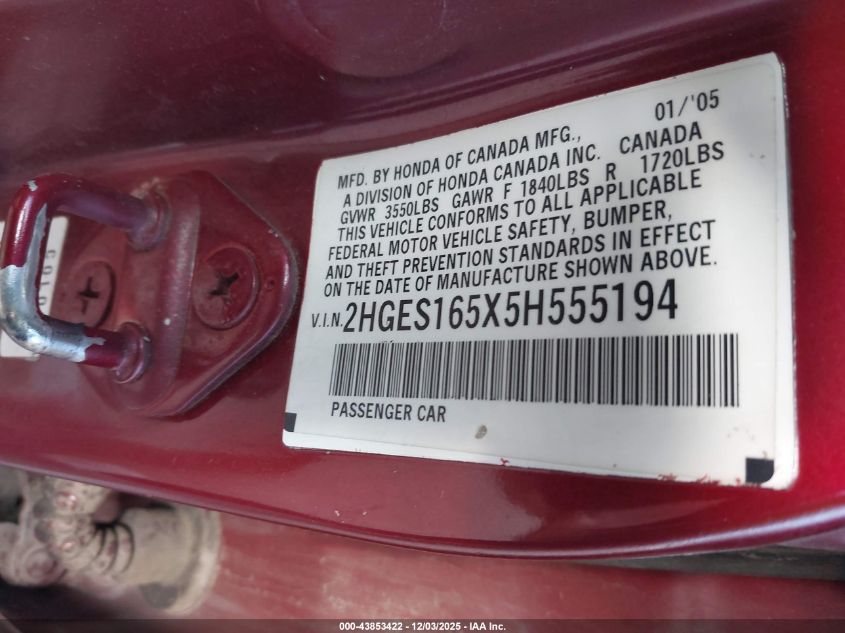 01/'05
MFD. BY HONDA OF CANADA MFG.,
A DIVISION OF HONDA CANADA INC. CANADA
GVWR 3550LBS GAWR F 1840LBS R 1720LBS
THIS VEHICLE CONFORMS TO ALL APPLICABLE
FEDERAL MOTOR VEHICLE SAFETY, BUMPER,
AND THEFT PREVENTION STANDARDS IN EFFECT
ON THE DATE OF MANUFACTURE SHOWN ABOVE.
V.I.N. 2HGES165X5H555194
PASSENGER CAR
000-43853422 - 12/03/2025 - IAA Inc.